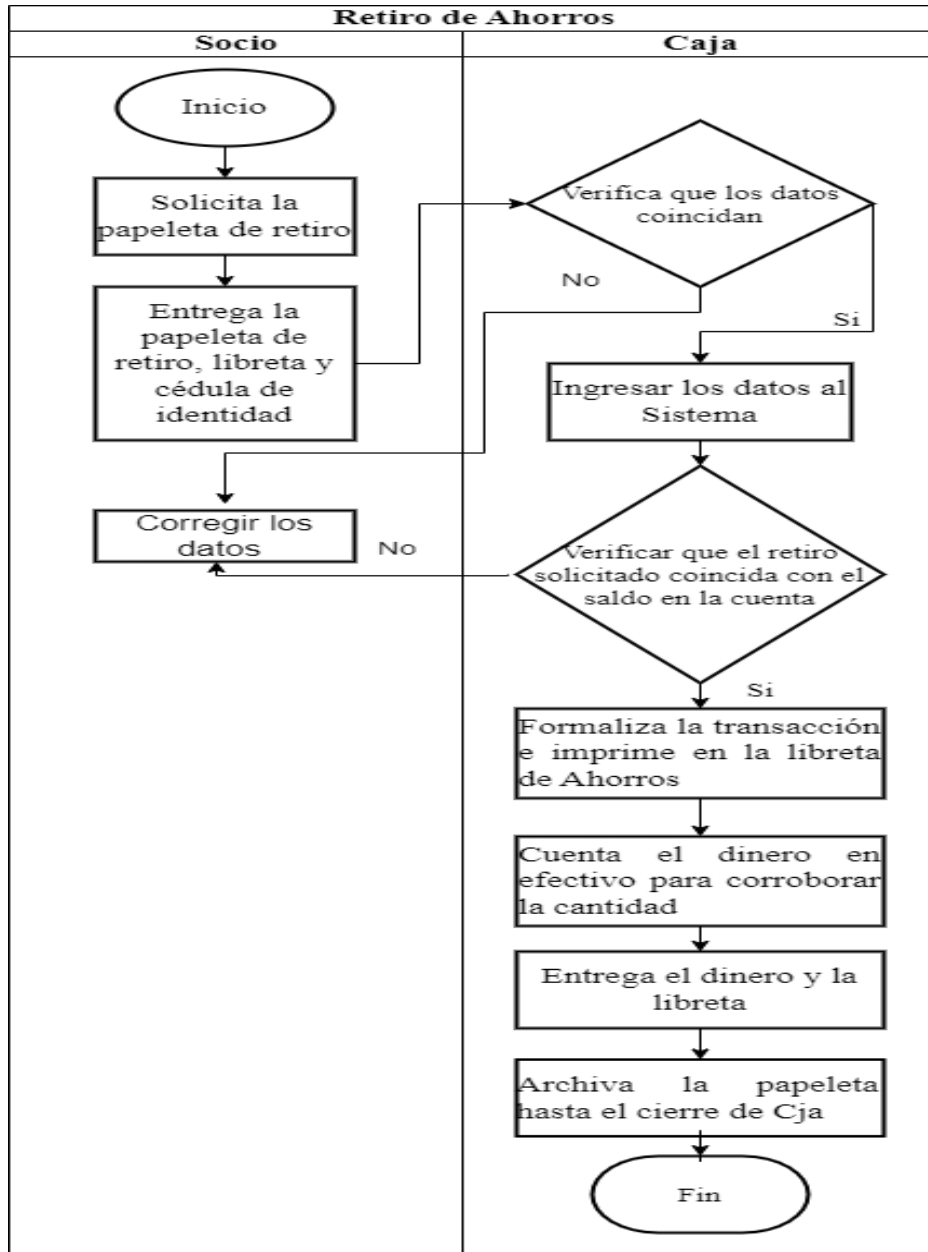 Retiro de Ahorros
Socio
Caja
Inicio
Solicita la
papeleta de retiro
Entrega la
papeleta de
retiro, libreta y
cédula de
identidad
Corregir los
datos
Verifica que los datos
coincidan
No
Si
Ingresar los datos al
Sistema
Verificar que el retiro
solicitado coincida con el
saldo en la cuenta
No
Si
Formaliza la transacción
e imprime en la libreta
de Ahorros
Cuenta el dinero en
efectivo para corroborar
la cantidad
Entrega el dinero y la
libreta
Archiva la papeleta
hasta el cierre de Cja
Fin